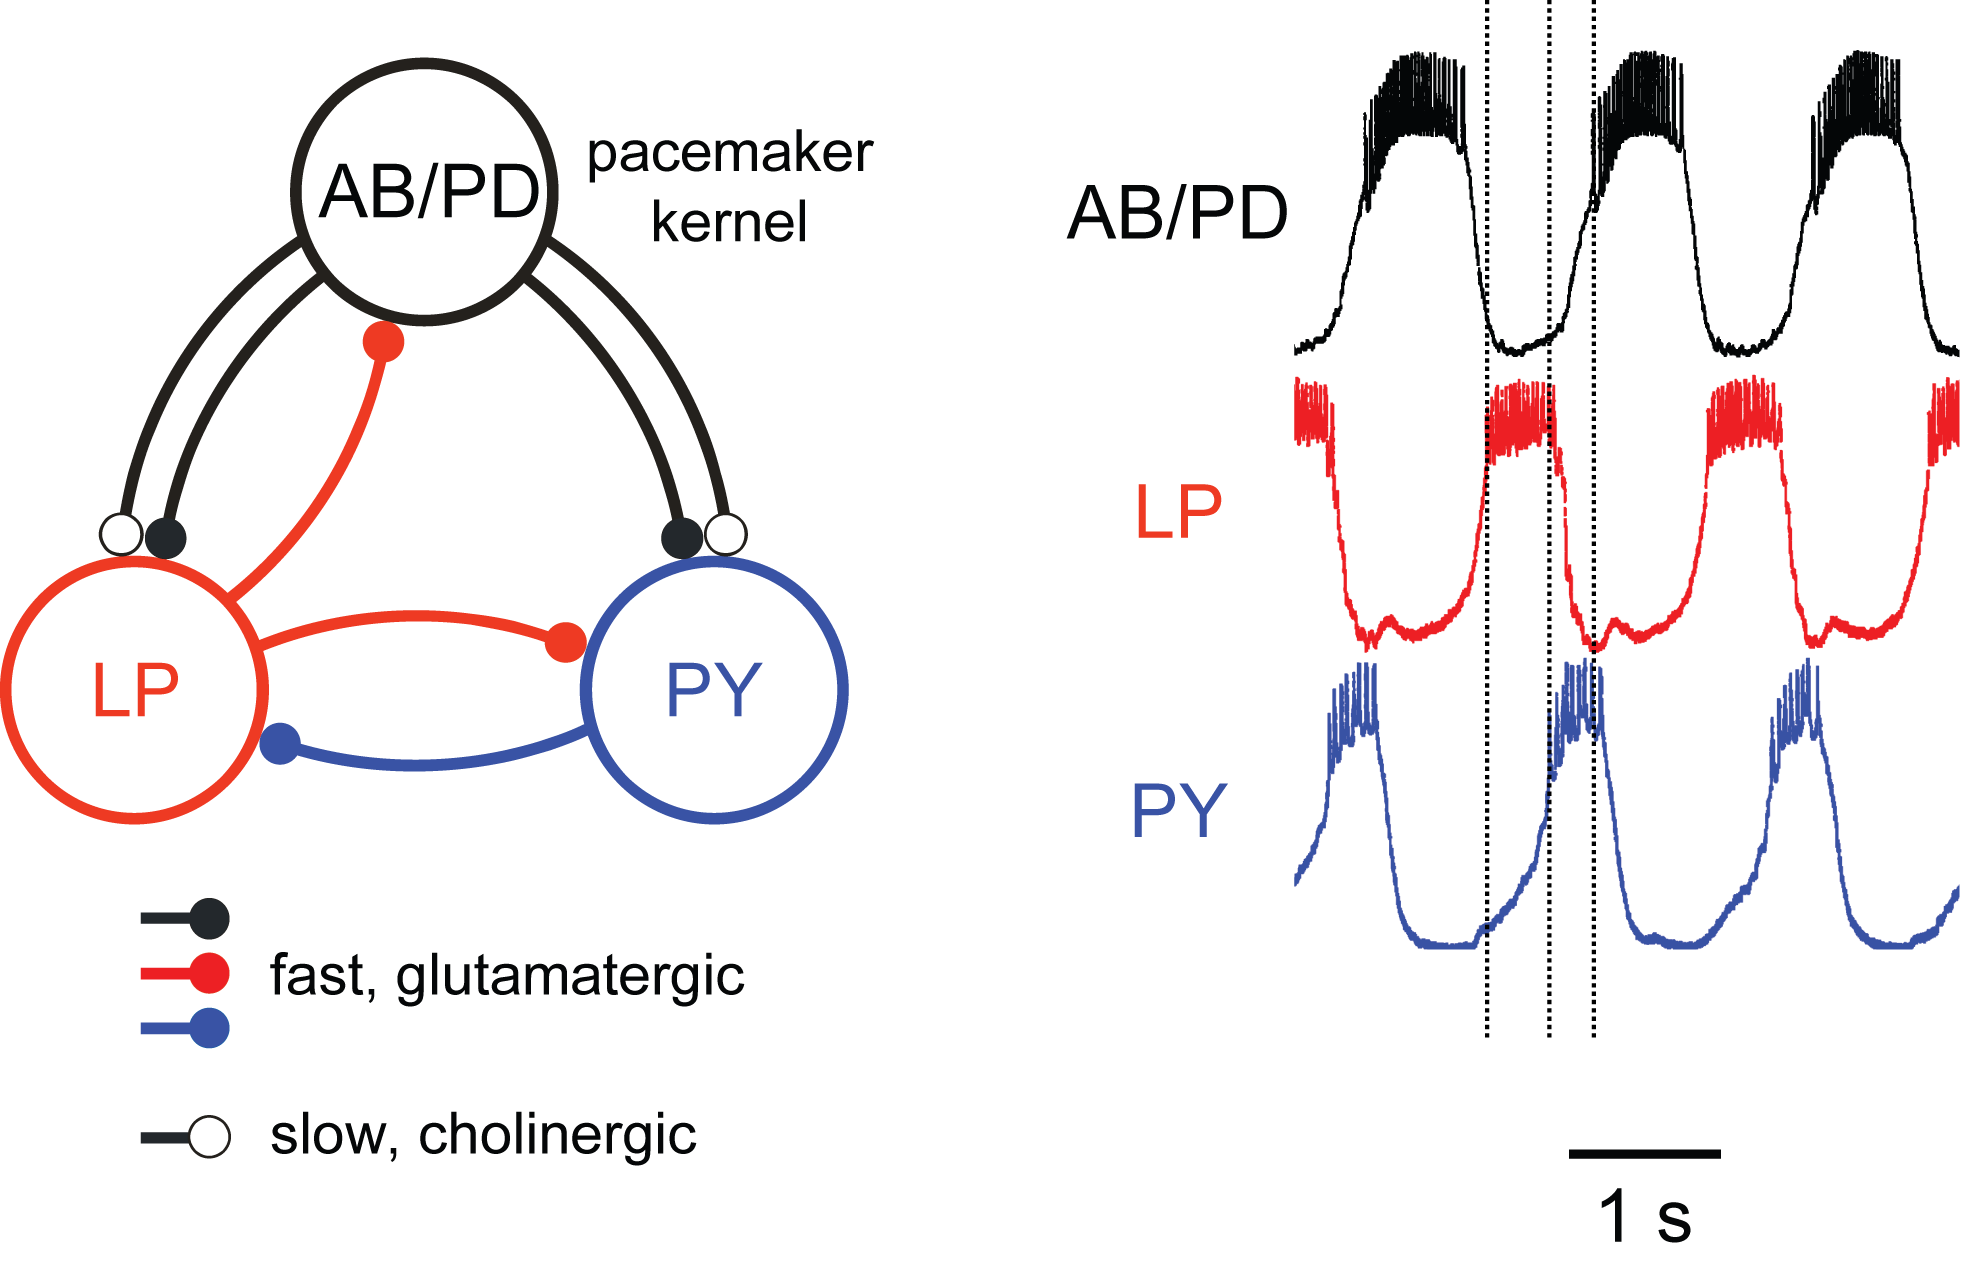 AB/PD
pacemaker
kernel
LP
PY
fast, glutamatergic
slow, cholinergic
AB/PD
LP
PY
1 s